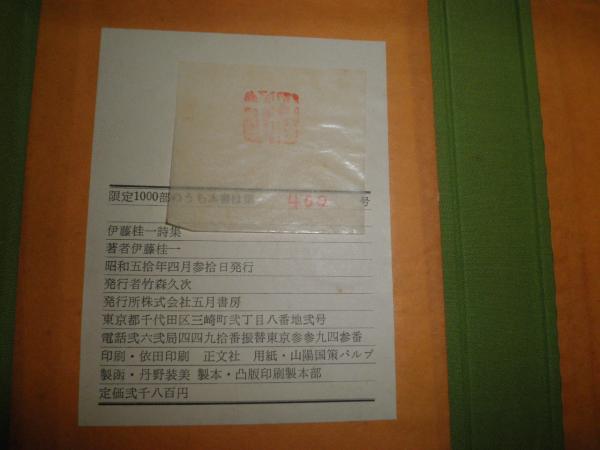 限定1000部のうち本書は第 460 号
伊藤桂一詩集
著者伊藤桂一
昭和五拾年四月参拾日発行
発行者竹森久次
発行所株式会社五月書房
東京都千代田区三崎町弐丁目八番地弐号
電話弐六弐局四四九拾番振替東京参参九四参番
印刷・依田印刷 正文社 用紙・山陽国策パルプ
製函・丹野装美 製本・凸版印刷製本部
定価弐千八百円